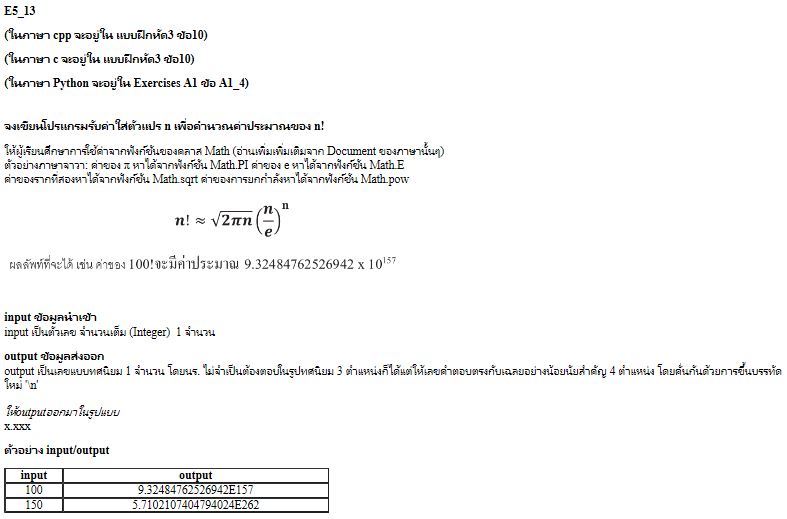 E5_13
(ในภาษา cpp จะอยู่ใน แบบฝึกหัด3 ข้อ10)
(ในภาษา c จะอยู่ใน แบบฝึกหัด3 ข้อ10)
(ในภาษา Python จะอยู่ใน Exercises A1 ข้อ A1_4)
จงเขียนโปรแกรมรับค่าใส่ตัวแปร n เพื่อคำนวณค่าประมาณของ n!
ให้ผู้เรียนศึกษาการใช้ค่าจากฟังก์ชันของคลาส Math (อ่านเพิ่มเพิ่มเติมจาก Document ของภาษานั้นๆ)
ตัวอย่างภาษาจาวา: ค่าของ π หาได้จากฟังก์ชัน Math.PI ค่าของ e หาได้จากฟังก์ชัน Math.E
ค่าของรากที่สองหาได้จากฟังก์ชัน Math.sqrt ค่าของการยกกำลังหาได้จากฟังก์ชัน Math.pow
n! ≈ √2πn (n/e)ⁿ
ผลลัพท์ที่จะได้ เช่น ค่าของ 100!จะมีค่าประมาณ 9.32484762526942 x 10¹⁵⁷
input ข้อมูลนำเข้า
input เป็นตัวเลข จำนวนเต็ม (Integer) 1 จำนวน
output ข้อมูลส่งออก
output เป็นเลขแบบทศนิยม 1 จำนวน โดยนร. ไม่จำเป็นต้องตอบในรูปทศนิยม 3 ตำแหน่งก็ได้แต่ให้เลขคำตอบตรงกับเฉลยอย่างน้อยนัยสำคัญ 4 ตำแหน่ง โดยคั่นกันด้วยการขึ้นบรรทัด
ใหม่ '\n'
ให้outputออกมาในรูปแบบ
x.xxx
ตัวอย่าง input/output
input output
100 9.32484762526942E157
150 5.7102107404794024E262